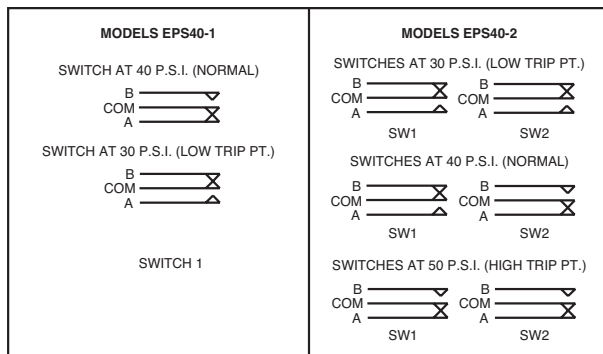 MODELS EPS40-1
SWITCH AT 40 P.S.I. (NORMAL)
B
COM
A
SWITCH AT 30 P.S.I. (LOW TRIP PT.)
B
COM
A
SWITCH 1
MODELS EPS40-2
SWITCHES AT 30 P.S.I. (LOW TRIP PT.)
B B
COM COM
A A
SW1 SW2
SWITCHES AT 40 P.S.I. (NORMAL)
B B
COM COM
A A
SW1 SW2
SWITCHES AT 50 P.S.I. (HIGH TRIP PT.)
B B
COM COM
A A
SW1 SW2